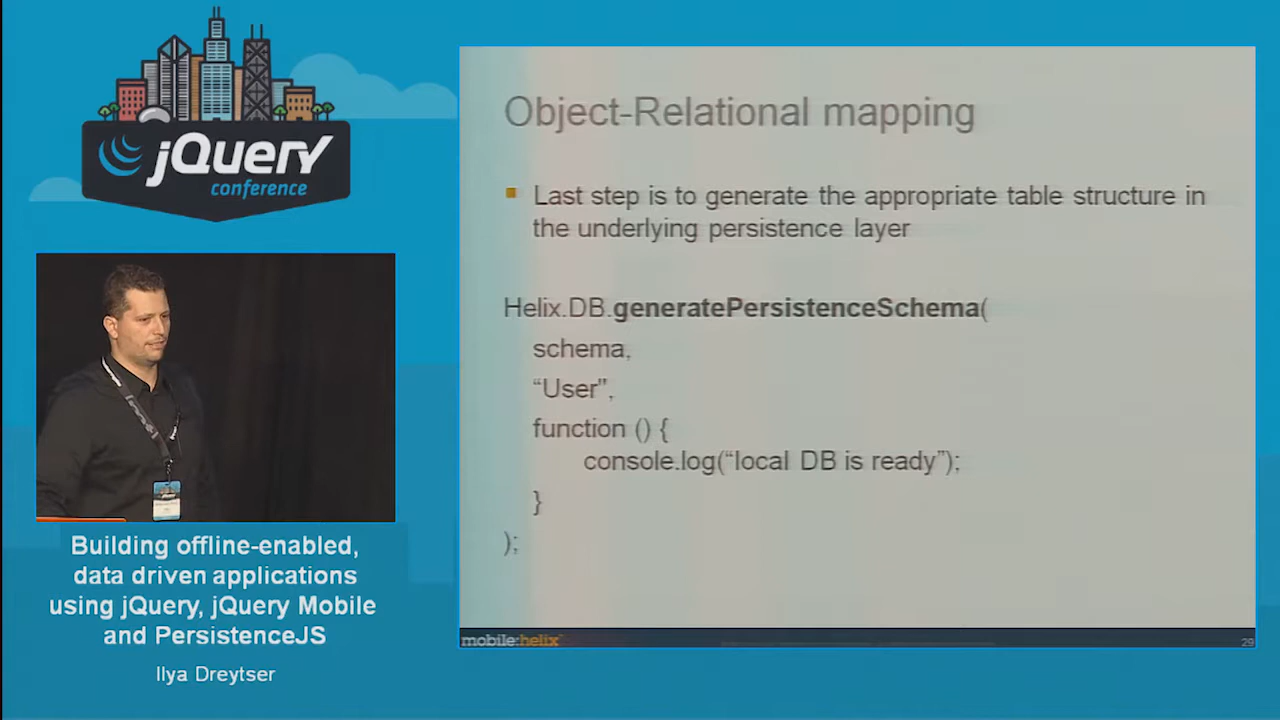 jQuery
conference
Building offline-enabled,
data driven applications
using jQuery, jQuery Mobile
and PersistenceJS
Ilya Dreytser
Object-Relational mapping
Last step is to generate the appropriate table structure in
the underlying persistence layer
Helix.DB.generatePersistenceSchema(
schema,
“User",
function () {
console.log(“local DB is ready”);
}
);
mobile:helix
29